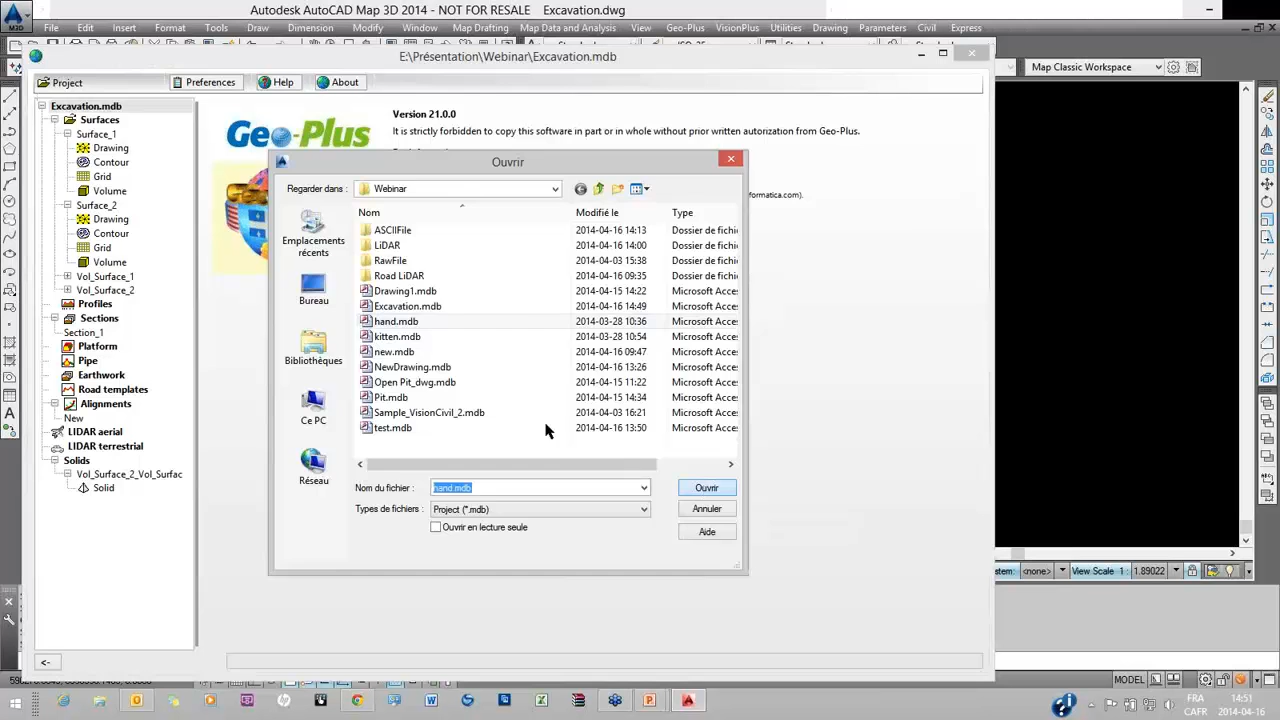 Autodesk AutoCAD Map 3D 2014 - NOT FOR RESALE Excavation.dwg
File Edit Insert Format Tools Draw Dimension Modify Window Map Drafting Map Data and Analysis View Geo-Plus VisionPlus Utilities Drawing Parameters Civil Express
E:\Présentation\Webinar\Excavation.mdb
Map Classic Workspace
Project Preferences Help About
Excavation.mdb
Surfaces
Surface_1
Drawing
Contour
Grid
Volume
Surface_2
Drawing
Contour
Grid
Volume
Vol_Surface_1
Vol_Surface_2
Profiles
Sections
Section_1
Platform
Pipe
Earthwork
Road templates
Alignments
New
LIDAR aerial
LIDAR terrestrial
Solids
Vol_Surface_2_Vol_Surfac
Solid
<-
Geo-Plus
Version 21.0.0
It is strictly forbidden to copy this software in part or in whole without prior written autorization from Geo-Plus.
informatica.com).
Ouvrir
Regarder dans : Webinar
Emplacements récents
Bureau
Bibliothèques
Ce PC
Réseau
Nom Modifié le Type
ASCIIFile 2014-04-16 14:13 Dossier de fichi
LiDAR 2014-04-16 14:00 Dossier de fichi
RawFile 2014-04-03 15:38 Dossier de fichi
Road LiDAR 2014-04-16 09:35 Dossier de fichi
Drawing1.mdb 2014-04-15 14:22 Microsoft Acce
Excavation.mdb 2014-04-16 14:49 Microsoft Acce
hand.mdb 2014-03-28 10:36 Microsoft Acce
kitten.mdb 2014-03-28 10:54 Microsoft Acce
new.mdb 2014-04-16 09:47 Microsoft Acce
NewDrawing.mdb 2014-04-16 13:26 Microsoft Acce
Open Pit_dwg.mdb 2014-04-15 11:22 Microsoft Acce
Pit.mdb 2014-04-15 14:34 Microsoft Acce
Sample_VisionCivil_2.mdb 2014-04-03 16:21 Microsoft Acce
test.mdb 2014-04-16 13:50 Microsoft Acce
Nom du fichier : hand.mdb Ouvrir
Types de fichiers : Project (*.mdb) Annuler
Ouvrir en lecture seule Aide
stem: <none> View Scale 1 : 1.89022
MODEL
FRA 14:51
CAFR 2014-04-16